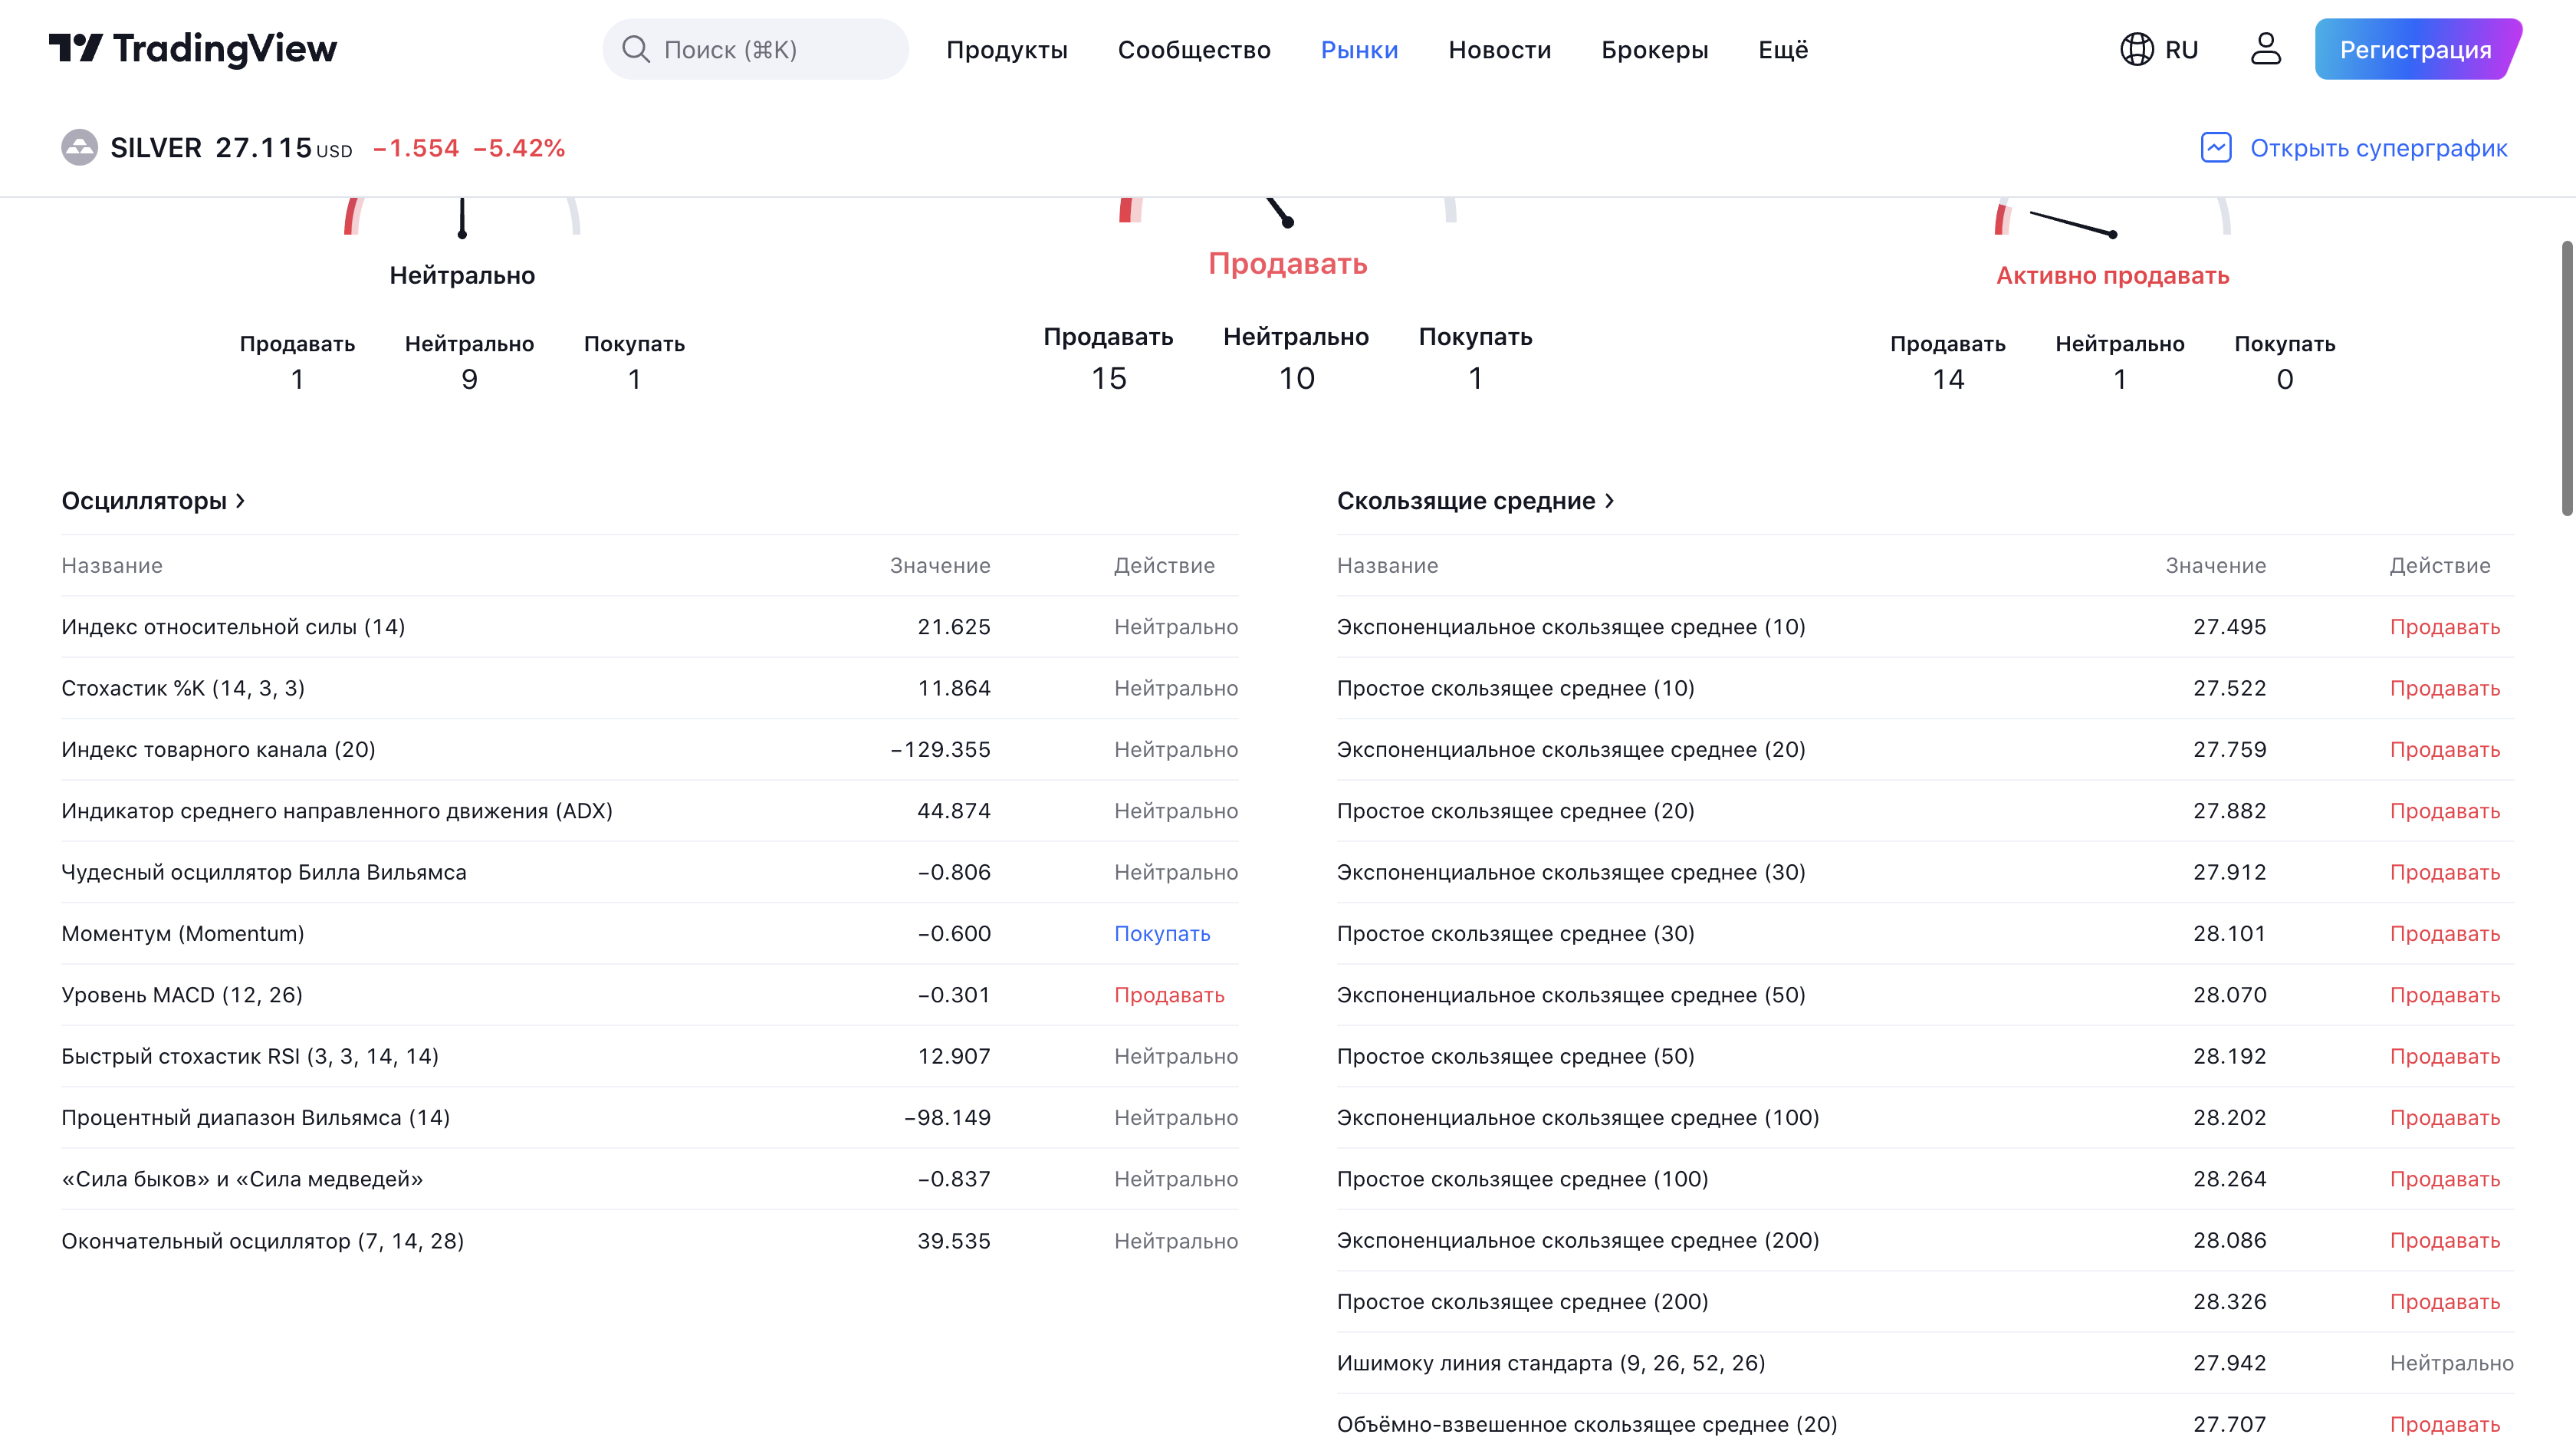 TradingView
Поиск (⌘K)
Продукты
Сообщество
Рынки
Новости
Брокеры
Ещё
RU
Регистрация
SILVER 27.115 USD −1.554 −5.42%
Открыть суперграфик
Нейтрально
Продавать Нейтрально Покупать
1 9 1
Продавать
Продавать Нейтрально Покупать
15 10 1
Активно продавать
Продавать Нейтрально Покупать
14 1 0
Осцилляторы
Название Значение Действие
Индекс относительной силы (14) 21.625 Нейтрально
Стохастик %K (14, 3, 3) 11.864 Нейтрально
Индекс товарного канала (20) −129.355 Нейтрально
Индикатор среднего направленного движения (ADX) 44.874 Нейтрально
Чудесный осциллятор Билла Вильямса −0.806 Нейтрально
Моментум (Momentum) −0.600 Покупать
Уровень MACD (12, 26) −0.301 Продавать
Быстрый стохастик RSI (3, 3, 14, 14) 12.907 Нейтрально
Процентный диапазон Вильямса (14) −98.149 Нейтрально
«Сила быков» и «Сила медведей» −0.837 Нейтрально
Окончательный осциллятор (7, 14, 28) 39.535 Нейтрально
Скользящие средние
Название Значение Действие
Экспоненциальное скользящее среднее (10) 27.495 Продавать
Простое скользящее среднее (10) 27.522 Продавать
Экспоненциальное скользящее среднее (20) 27.759 Продавать
Простое скользящее среднее (20) 27.882 Продавать
Экспоненциальное скользящее среднее (30) 27.912 Продавать
Простое скользящее среднее (30) 28.101 Продавать
Экспоненциальное скользящее среднее (50) 28.070 Продавать
Простое скользящее среднее (50) 28.192 Продавать
Экспоненциальное скользящее среднее (100) 28.202 Продавать
Простое скользящее среднее (100) 28.264 Продавать
Экспоненциальное скользящее среднее (200) 28.086 Продавать
Простое скользящее среднее (200) 28.326 Продавать
Ишимоку линия стандарта (9, 26, 52, 26) 27.942 Нейтрально
Объёмно-взвешенное скользящее среднее (20) 27.707 Продавать